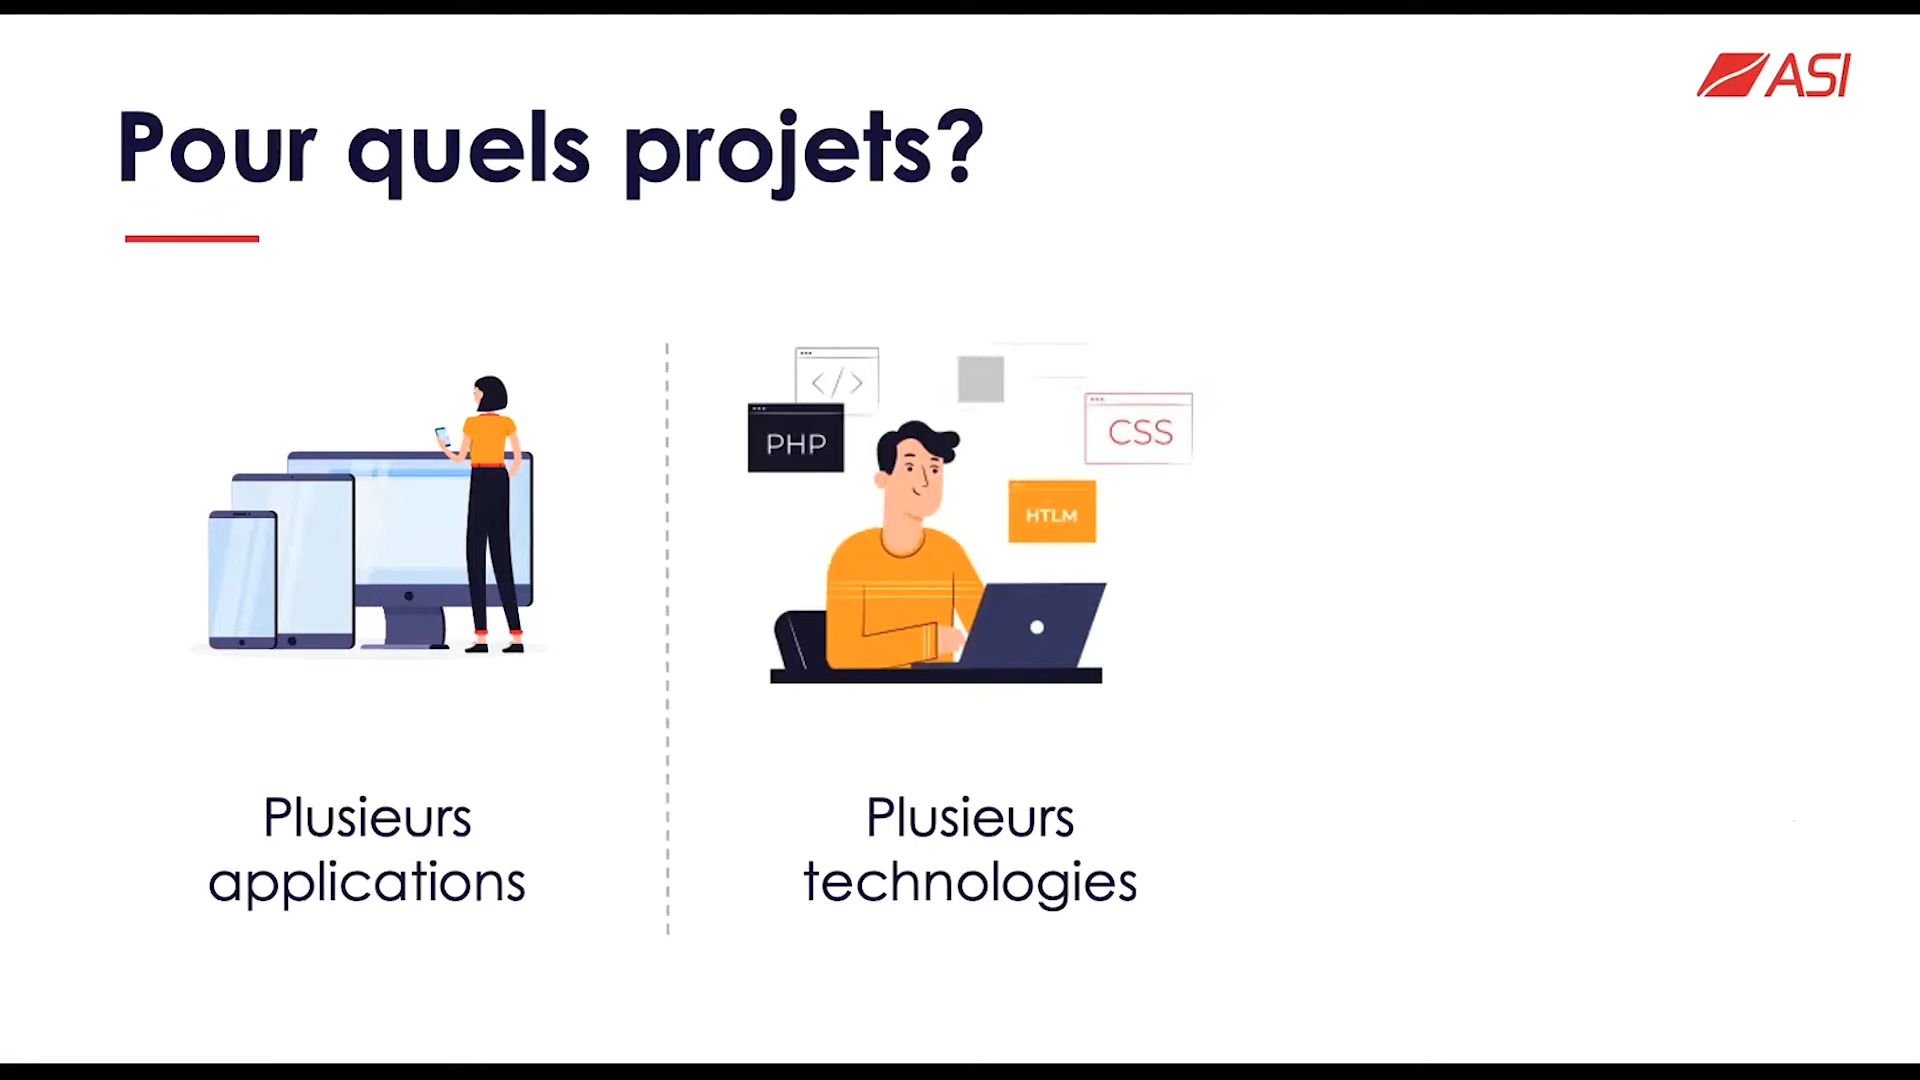 ASI
Pour quels projets?
</>
PHP
CSS
HTLM
Plusieurs
applications
Plusieurs
technologies